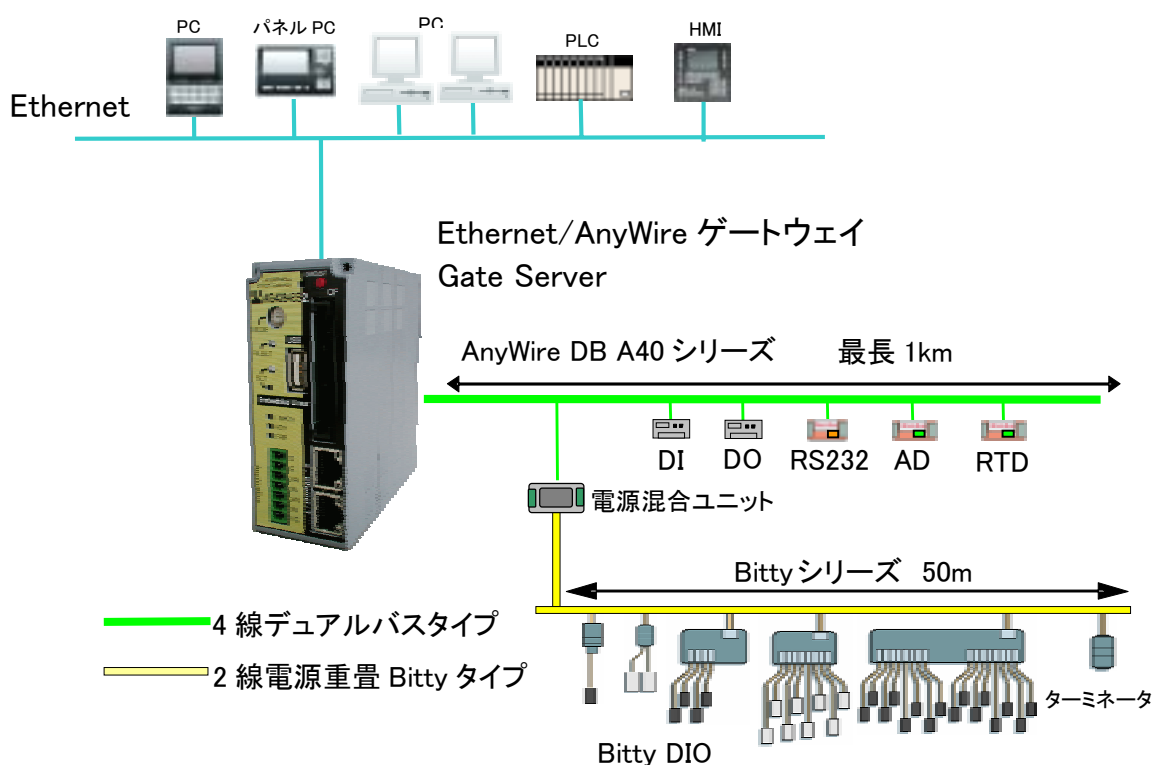 PC
パネル PC
PC
PLC
HMI
Ethernet
Ethernet/AnyWire ゲートウェイ
Gate Server
AnyWire DB A40 シリーズ 最長 1km
DI
DO
RS232
AD
RTD
電源混合ユニット
Bittyシリーズ 50m
4 線デュアルバスタイプ
2 線電源重畳 Bitty タイプ
ターミネータ
Bitty DIO